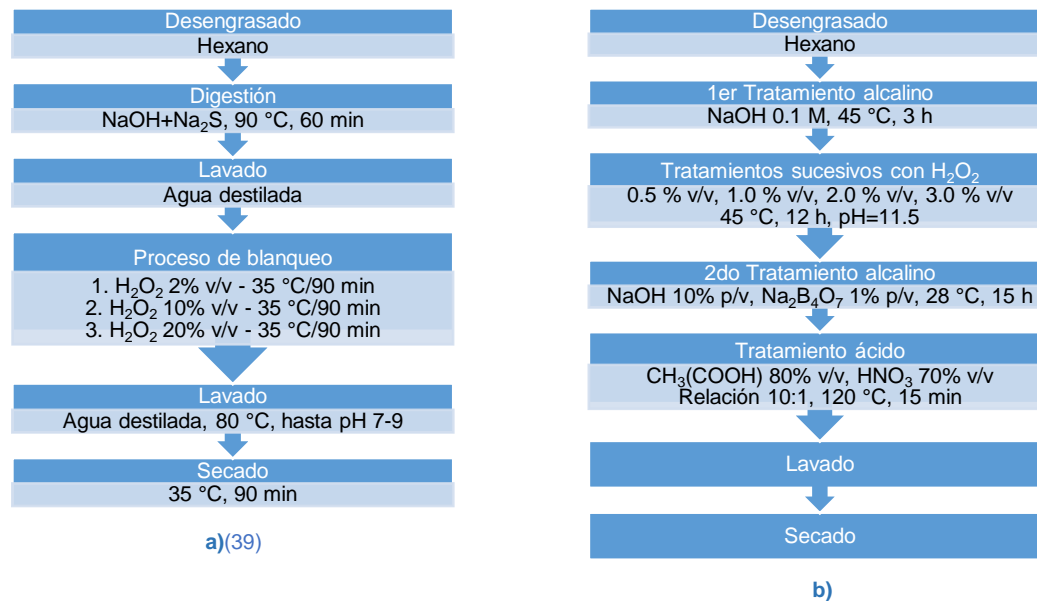 Desengrasado
Hexano
Digestión
NaOH+Na₂S, 90 °C, 60 min
Lavado
Agua destilada
Proceso de blanqueo
1. H₂O₂ 2% v/v - 35 °C/90 min
2. H₂O₂ 10% v/v - 35 °C/90 min
3. H₂O₂ 20% v/v - 35 °C/90 min
Lavado
Agua destilada, 80 °C, hasta pH 7-9
Secado
35 °C, 90 min
a)(39)
Desengrasado
Hexano
1er Tratamiento alcalino
NaOH 0.1 M, 45 °C, 3 h
Tratamientos sucesivos con H₂O₂
0.5 % v/v, 1.0 % v/v, 2.0 % v/v, 3.0 % v/v
45 °C, 12 h, pH=11.5
2do Tratamiento alcalino
NaOH 10% p/v, Na₂B₄O₇ 1% p/v, 28 °C, 15 h
Tratamiento ácido
CH₃(COOH) 80% v/v, HNO₃ 70% v/v
Relación 10:1, 120 °C, 15 min
Lavado
Secado
b)